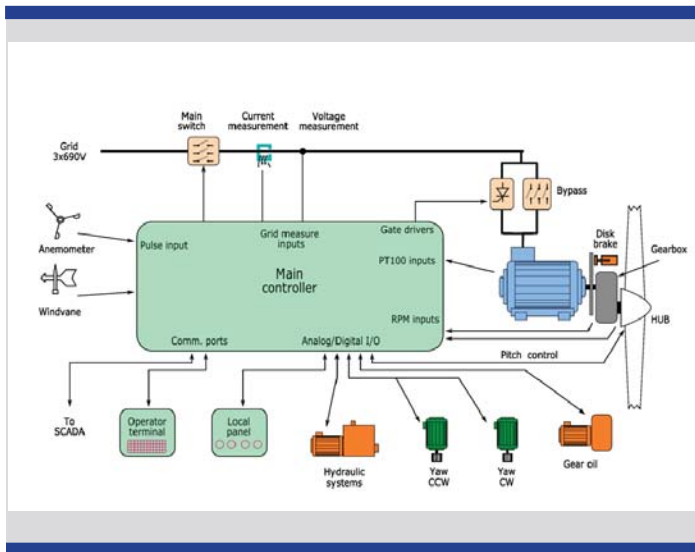 Main
switch
Current
measurement
Voltage
measurement
Grid
3x690V
Bypass
Disk
brake
Gearbox
Anemometer
Pulse input
Grid measure
inputs
Gate drivers
PT100 inputs
Main
controller
Windvane
RPM inputs
HUB
Comm. ports
Analog/Digital I/O
Pitch control
To
SCADA
Operator
terminal
Local
panel
Hydraulic
systems
Yaw
CCW
Yaw
CW
Gear oil